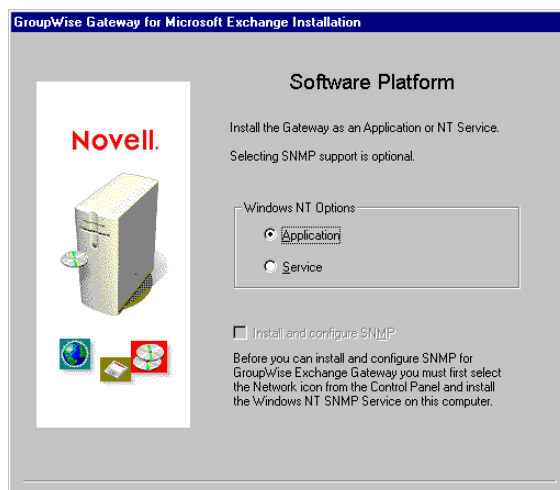 GroupWise Gateway for Microsoft Exchange Installation
Software Platform
Novell.
Install the Gateway as an Application or NT Service.
Selecting SNMP support is optional.
Windows NT Options
Application
Service
Install and configure SNMP
Before you can install and configure SNMP for
GroupWise Exchange Gateway you must first select
the Network icon from the Control Panel and install
the Windows NT SNMP Service on this computer.